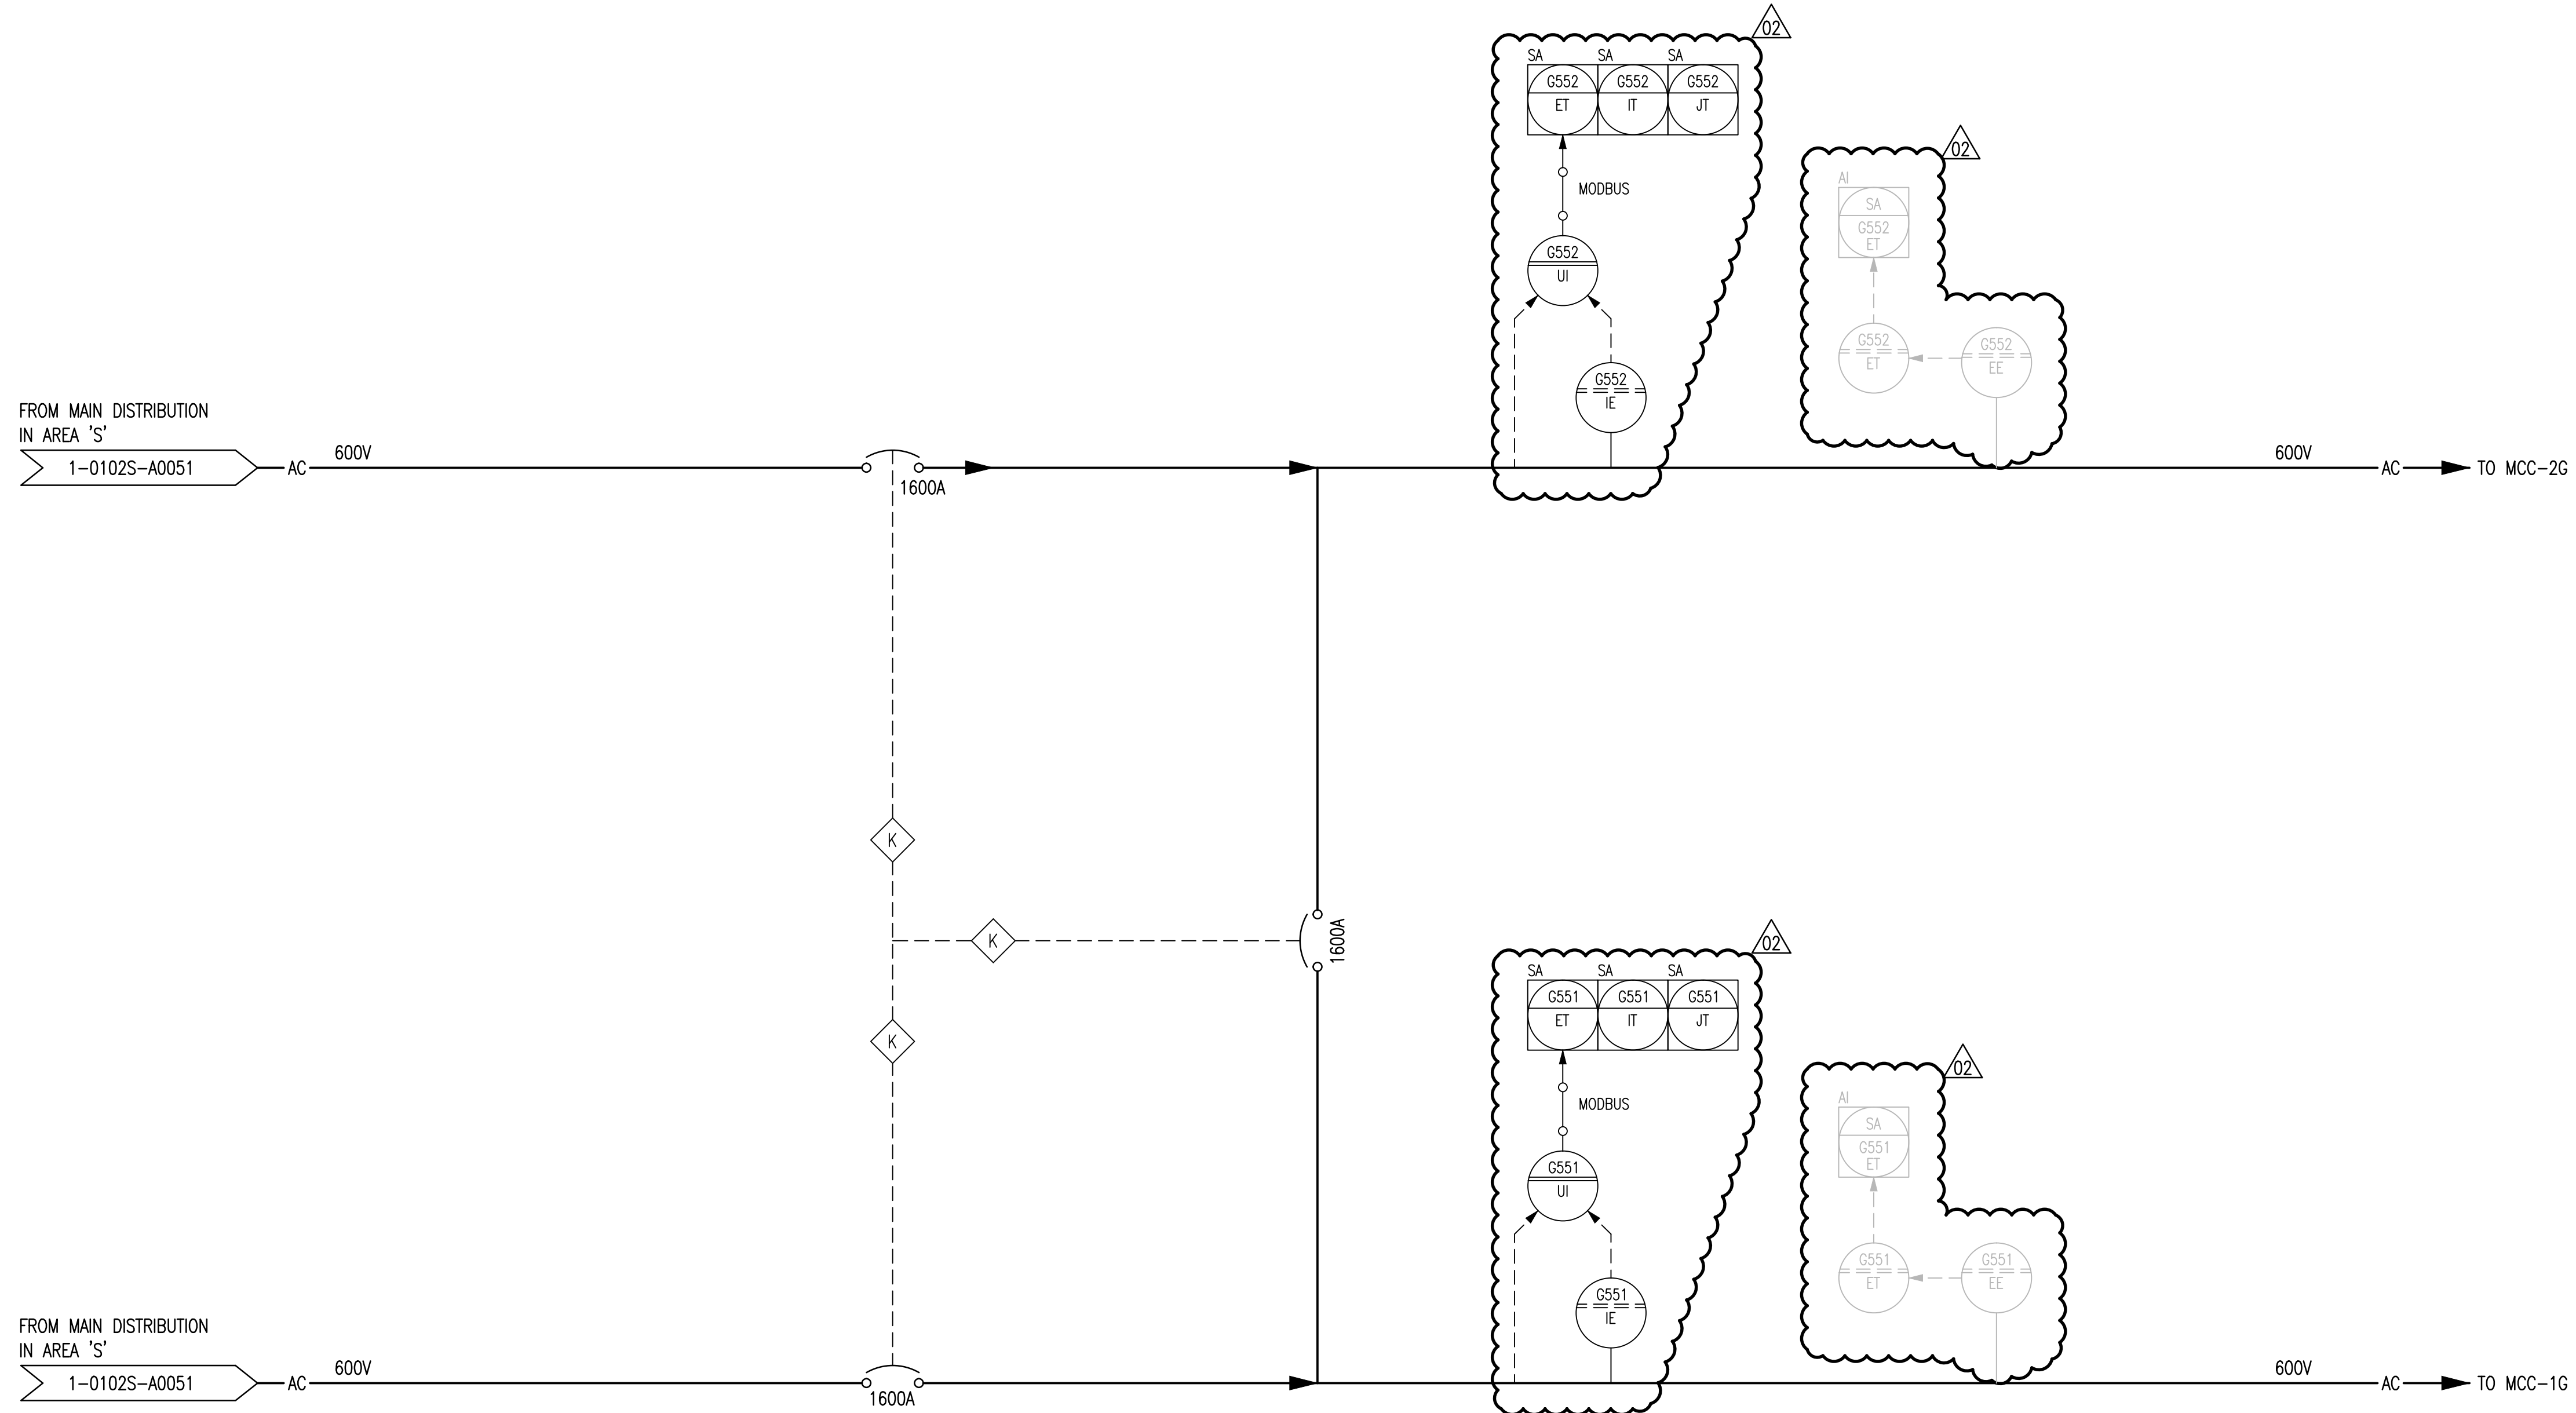 02
SA SA SA
G552 G552 G552
ET IT JT
MODBUS
G552
UI
G552
IE
02
AI
SA
G552
ET
G552
ET
G552
EE
FROM MAIN DISTRIBUTION
IN AREA 'S'
1-0102S-A0051
AC
600V
1600A
600V
AC
TO MCC-2G
K
K
1600A
K
02
SA SA SA
G551 G551 G551
ET IT JT
MODBUS
G551
UI
G551
IE
02
AI
SA
G551
ET
G551
ET
G551
EE
FROM MAIN DISTRIBUTION
IN AREA 'S'
1-0102S-A0051
AC
600V
1600A
600V
AC
TO MCC-1G